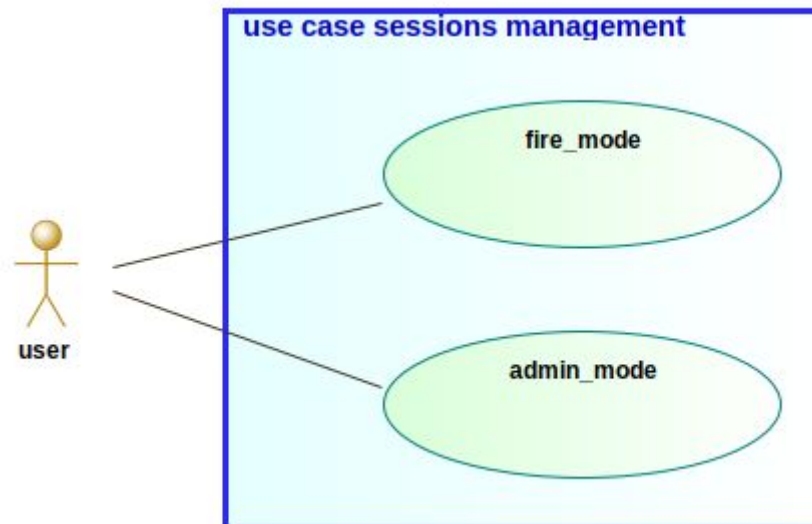 use case sessions management
fire_mode
user
admin_mode